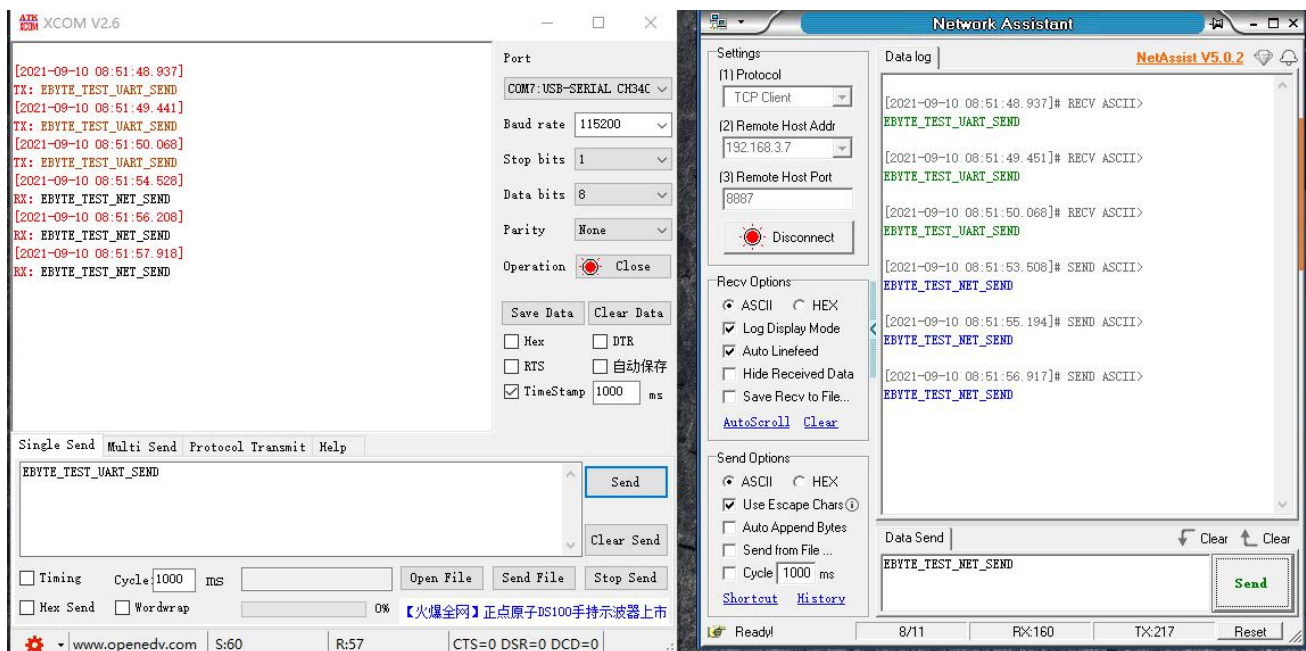 XCOM V2.6
[2021-09-10 08:51:48.937]
TX: EBYTE_TEST_UART_SEND
[2021-09-10 08:51:49.441]
TX: EBYTE_TEST_UART_SEND
[2021-09-10 08:51:50.068]
TX: EBYTE_TEST_UART_SEND
[2021-09-10 08:51:54.528]
RX: EBYTE_TEST_NET_SEND
[2021-09-10 08:51:56.208]
RX: EBYTE_TEST_NET_SEND
[2021-09-10 08:51:57.918]
RX: EBYTE_TEST_NET_SEND
Port
COM7:USB-SERIAL CH34C
Baud rate 115200
Stop bits 1
Data bits 8
Parity None
Operation Close
Save Data Clear Data
Hex DTR
RTS 自动保存
TimeStamp 1000 ms
Single Send Multi Send Protocol Transmit Help
EBYTE_TEST_UART_SEND
Send
Clear Send
Timing Cycle:1000 ms Open File Send File Stop Send
Hex Send Wordwrap 0% 【火爆全网】正点原子DS100手持示波器上市
www.openedv.com S:60 R:57 CTS=0 DSR=0 DCD=0
Network Assistant
Settings
(1) Protocol
TCP Client
(2) Remote Host Addr
192.168.3.7
(3) Remote Host Port
8887
Disconnect
Recv Options
ASCII HEX
Log Display Mode
Auto Linefeed
Hide Received Data
Save Recv to File...
AutoScroll Clear
Send Options
ASCII HEX
Use Escape Chars
Auto Append Bytes
Send from File ...
Cycle 1000 ms
Shortcut History
Data log NetAssist V5.0.2
[2021-09-10 08:51:48.937]# RECV ASCII>
EBYTE_TEST_UART_SEND
[2021-09-10 08:51:49.451]# RECV ASCII>
EBYTE_TEST_UART_SEND
[2021-09-10 08:51:50.068]# RECV ASCII>
EBYTE_TEST_UART_SEND
[2021-09-10 08:51:53.508]# SEND ASCII>
EBYTE_TEST_NET_SEND
[2021-09-10 08:51:55.194]# SEND ASCII>
EBYTE_TEST_NET_SEND
[2021-09-10 08:51:56.917]# SEND ASCII>
EBYTE_TEST_NET_SEND
Data Send Clear Clear
EBYTE_TEST_NET_SEND
Send
Ready! 8/11 RX:160 TX:217 Reset